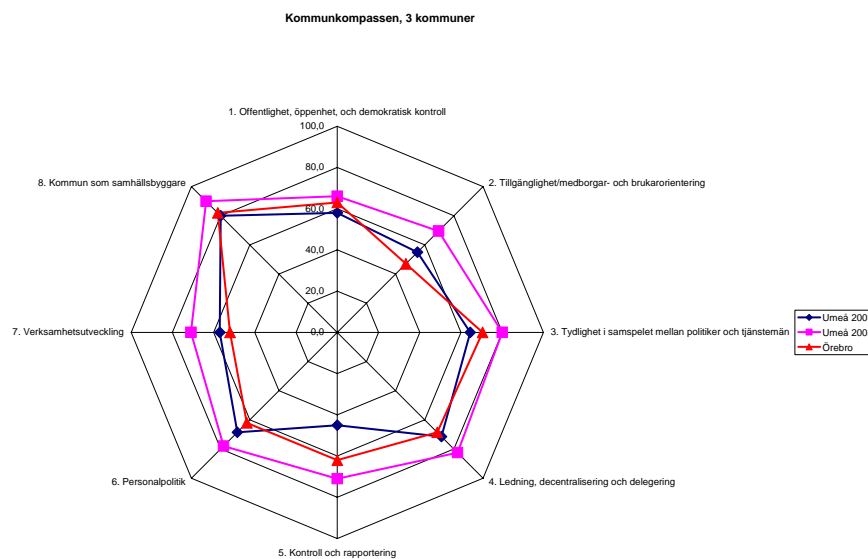 Kommunkompassen, 3 kommuner
1. Offentlighet, öppenhet, och demokratisk kontroll
100,0
80,0
60,0
40,0
20,0
0,0
2. Tillgänglighet/medborgar- och brukarorientering
3. Tydlighet i samspelet mellan politiker och tjänstemän
4. Ledning, decentralisering och delegering
5. Kontroll och rapportering
6. Personalpolitik
7. Verksamhetsutveckling
8. Kommun som samhällsbyggare
Umeå 200
Umeå 200
Örebro